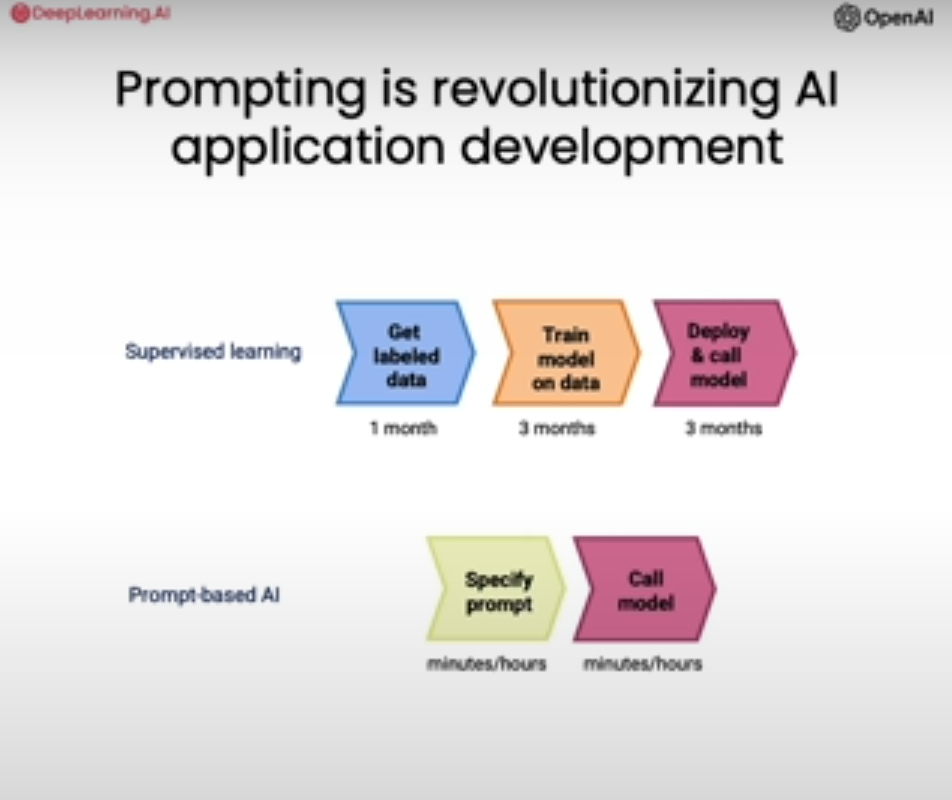 DeepLearning.AI
OpenAI
Prompting is revolutionizing AI
application development
Supervised learning
Get
labeled
data
Train
model
on data
Deploy
& call
model
1 month
3 months
3 months
Prompt-based AI
Specify
prompt
Call
model
minutes/hours
minutes/hours